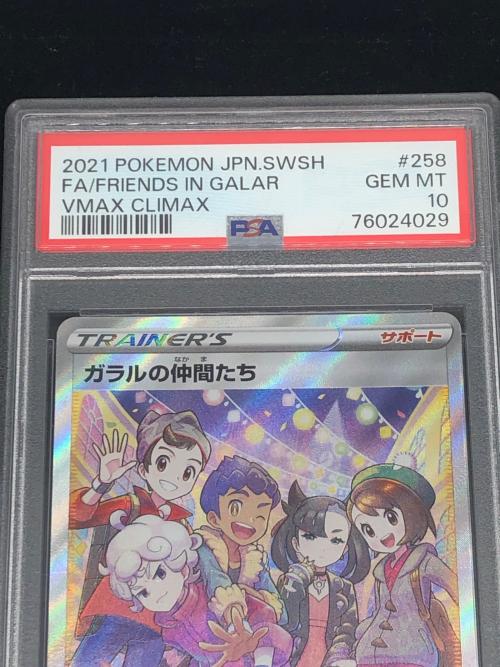 2021 POKEMON JPN.SWSH #258
FA/FRIENDS IN GALAR GEM MT
VMAX CLIMAX 10
PSA 76024029
TRAINER'S サポート
なかま
ガラルの仲間たち